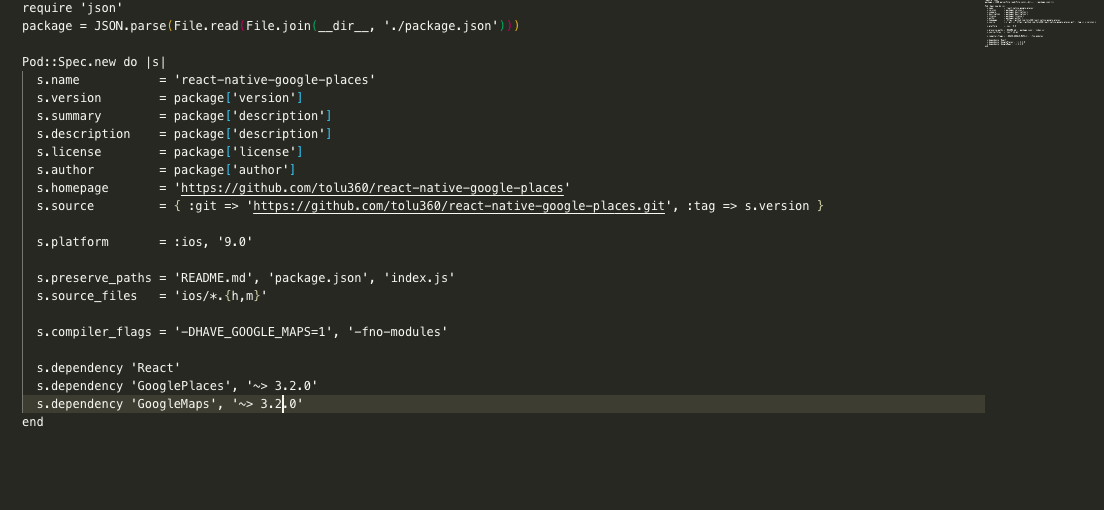 require 'json'
package = JSON.parse(File.read(File.join(__dir__, './package.json')))
Pod::Spec.new do |s|
s.name = 'react-native-google-places'
s.version = package['version']
s.summary = package['description']
s.description = package['description']
s.license = package['license']
s.author = package['author']
s.homepage = 'https://github.com/tolu360/react-native-google-places'
s.source = { :git => 'https://github.com/tolu360/react-native-google-places.git', :tag => s.version }
s.platform = :ios, '9.0'
s.preserve_paths = 'README.md', 'package.json', 'index.js'
s.source_files = 'ios/*.{h,m}'
s.compiler_flags = '-DHAVE_GOOGLE_MAPS=1', '-fno-modules'
s.dependency 'React'
s.dependency 'GooglePlaces', '~> 3.2.0'
s.dependency 'GoogleMaps', '~> 3.2.0'
end